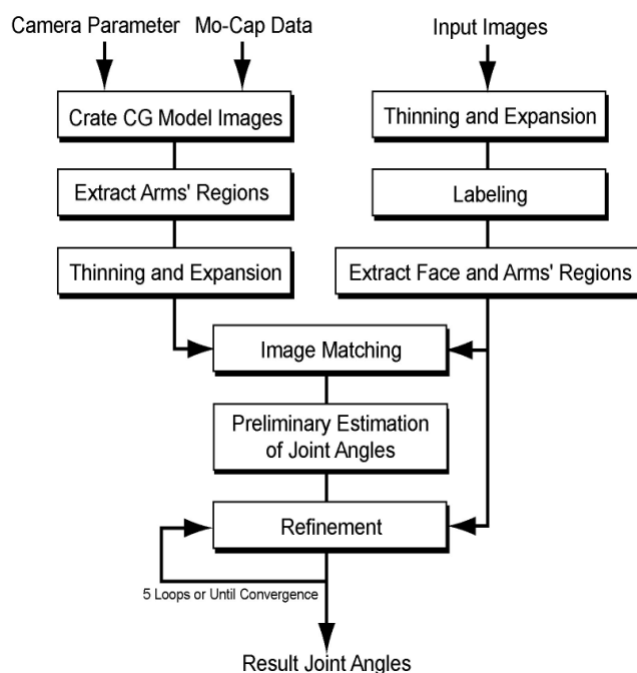 Camera Parameter
Mo-Cap Data
Input Images
Crate CG Model Images
Thinning and Expansion
Extract Arms' Regions
Labeling
Thinning and Expansion
Extract Face and Arms' Regions
Image Matching
Preliminary Estimation
of Joint Angles
Refinement
5 Loops or Until Convergence
Result Joint Angles